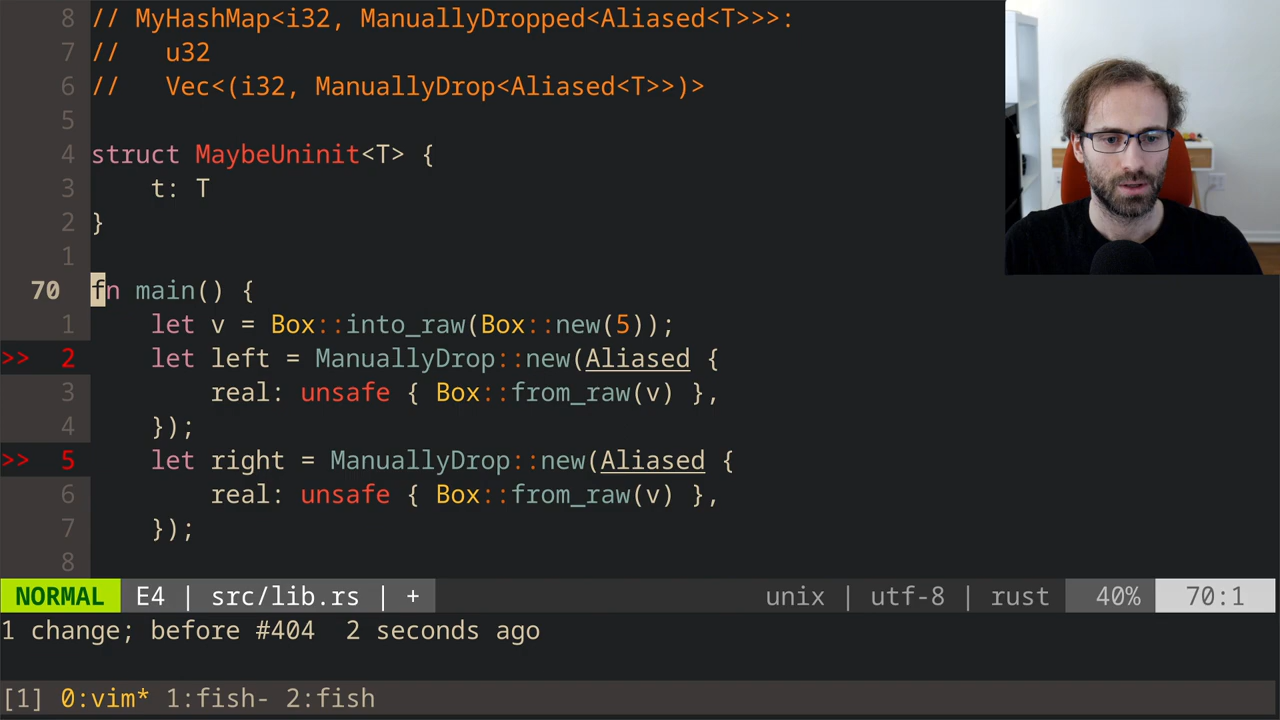 8 // MyHashMap<i32, ManuallyDropped<Aliased<T>>>:
7 //   u32
6 //   Vec<(i32, ManuallyDrop<Aliased<T>>)>
5
4 struct MaybeUninit<T> {
3     t: T
2 }
1
70 fn main() {
1     let v = Box::into_raw(Box::new(5));
>> 2     let left = ManuallyDrop::new(Aliased {
3         real: unsafe { Box::from_raw(v) },
4     });
>> 5     let right = ManuallyDrop::new(Aliased {
6         real: unsafe { Box::from_raw(v) },
7     });
8
NORMAL E4 | src/lib.rs | + unix | utf-8 | rust 40% 70:1
1 change; before #404  2 seconds ago
[1] 0:vim* 1:fish- 2:fish